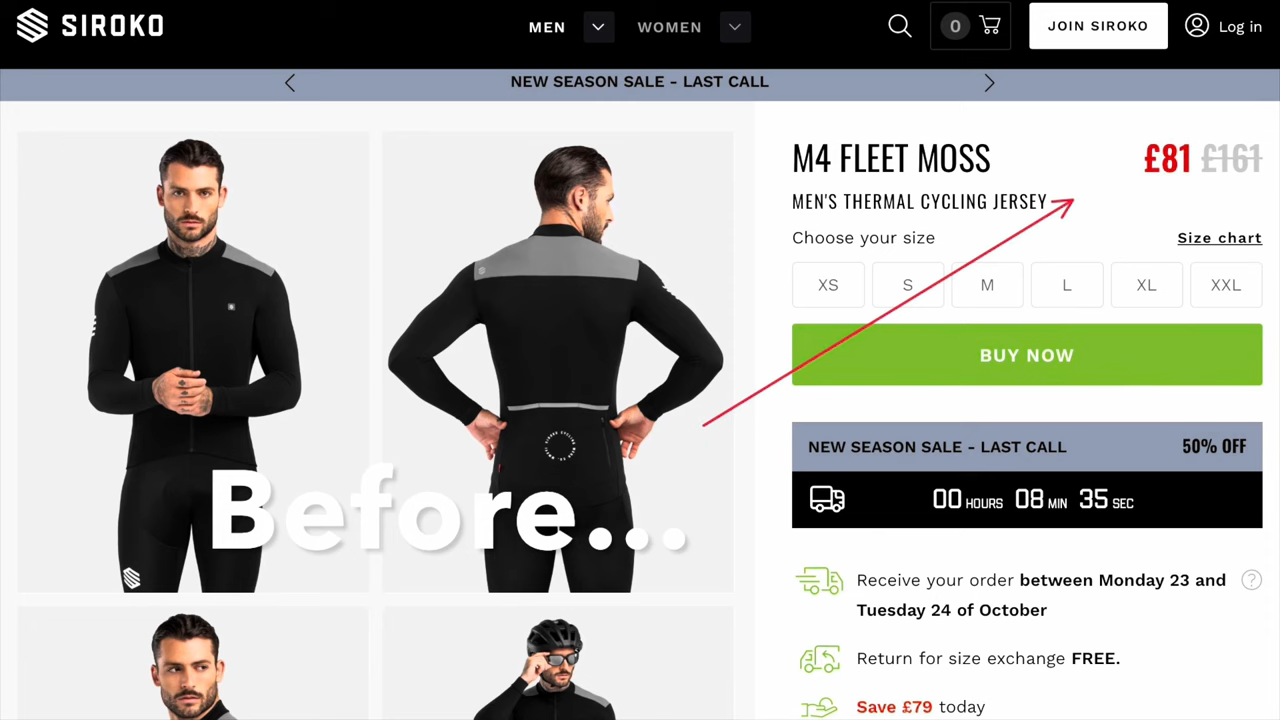 SIROKO
MEN
WOMEN
0
JOIN SIROKO
Log in
NEW SEASON SALE - LAST CALL
M4 FLEET MOSS
£81 £161
MEN'S THERMAL CYCLING JERSEY
Choose your size
Size chart
XS
S
M
L
XL
XXL
BUY NOW
NEW SEASON SALE - LAST CALL
50% OFF
00 HOURS 08 MIN 35 SEC
Before...
Receive your order between Monday 23 and
Tuesday 24 of October
?
Return for size exchange FREE.
Save £79 today